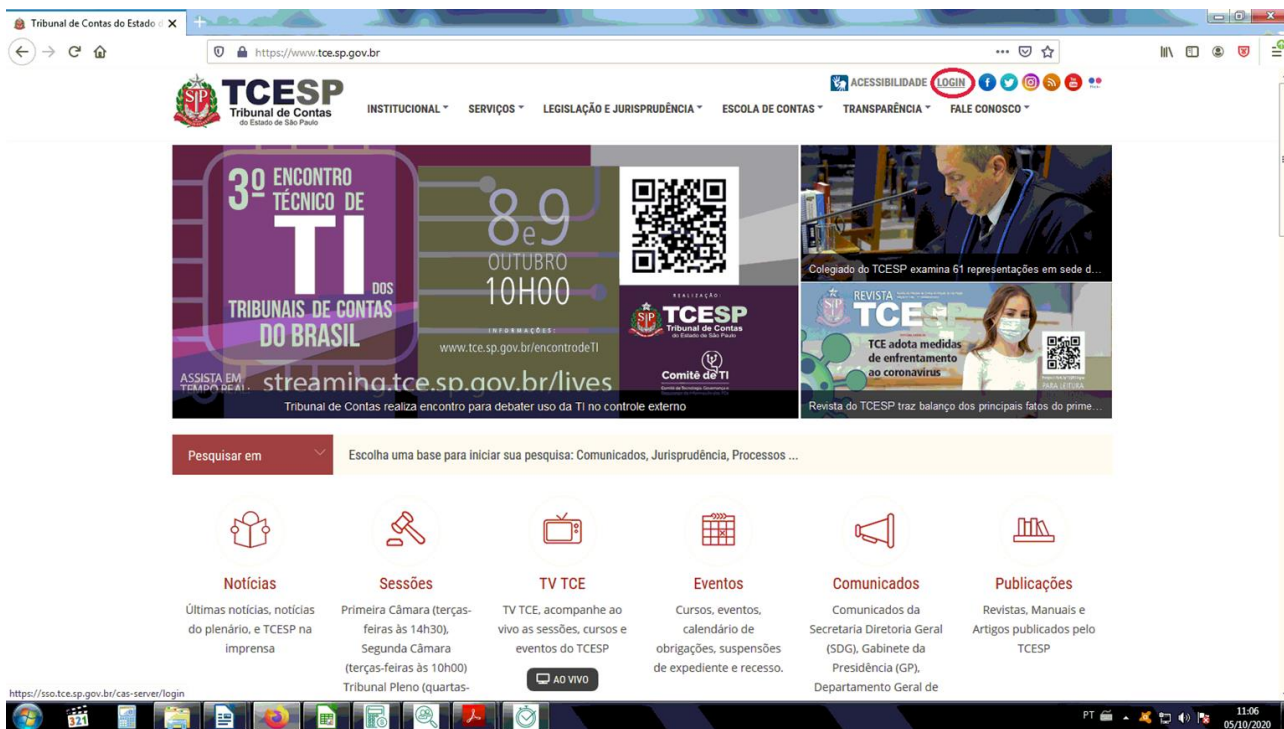 Tribunal de Contas do Estado d
https://www.tce.sp.gov.br
ACESSIBILIDADE LOGIN
TCESP
Tribunal de Contas
do Estado de São Paulo
INSTITUCIONAL SERVIÇOS LEGISLAÇÃO E JURISPRUDÊNCIA ESCOLA DE CONTAS TRANSPARÊNCIA FALE CONOSCO
3º ENCONTRO
TÉCNICO DE
TI
DOS
TRIBUNAIS DE CONTAS
DO BRASIL
8 e 9
OUTUBRO
10H00
INFORMAÇÕES:
www.tce.sp.gov.br/encontrodeTI
REALIZAÇÃO:
TCESP
Tribunal de Contas
do Estado de São Paulo
Comitê de TI
ASSISTA EM
TEMPO REAL:
streaming.tce.sp.gov.br/lives
Tribunal de Contas realiza encontro para debater uso da TI no controle externo
Colegiado do TCESP examina 61 representações em sede d...
REVISTA
TCESP
TCE adota medidas
de enfrentamento
ao coronavírus
PARA LEITURA
Revista do TCESP traz balanço dos principais fatos do prime...
Pesquisar em
Escolha uma base para iniciar sua pesquisa: Comunicados, Jurisprudência, Processos ...
Notícias
Últimas notícias, notícias
do plenário, e TCESP na
imprensa
Sessões
Primeira Câmara (terças-
feiras às 14h30),
Segunda Câmara
(terças-feiras às 10h00)
Tribunal Pleno (quartas-
TV TCE
TV TCE, acompanhe ao
vivo as sessões, cursos e
eventos do TCESP
AO VIVO
Eventos
Cursos, eventos,
calendário de
obrigações, suspensões
de expediente e recesso.
Comunicados
Comunicados da
Secretaria Diretoria Geral
(SDG), Gabinete da
Presidência (GP),
Departamento Geral de
Publicações
Revistas, Manuais e
Artigos publicados pelo
TCESP
https://sso.tce.sp.gov.br/cas-server/login
321
PT
11:06
05/10/2020